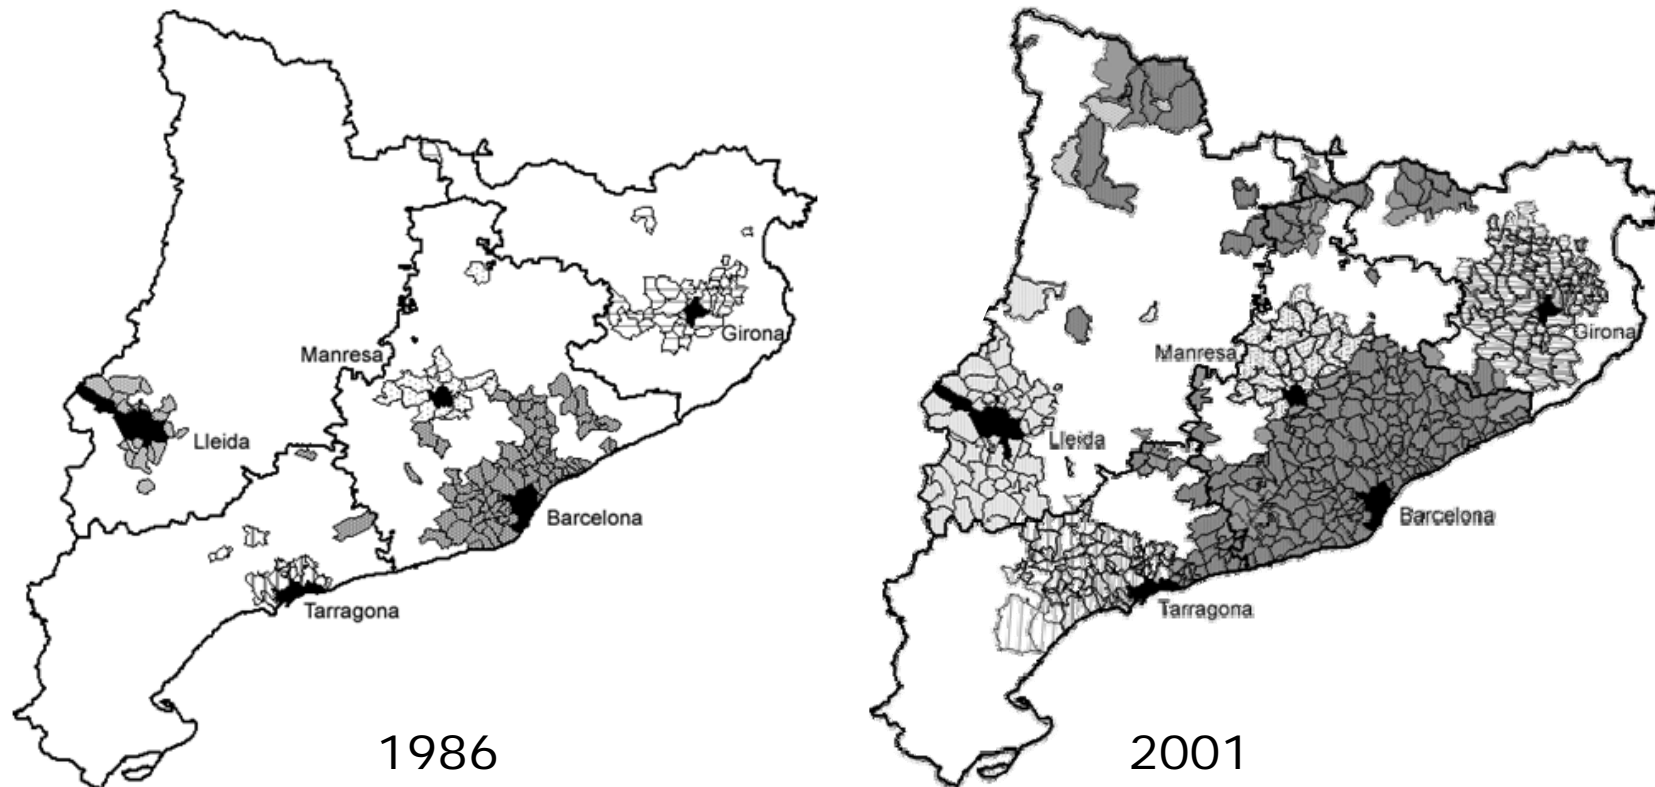 Manresa
Girona
Lleida
Barcelona
Tarragona
1986
Manresa
Girona
Lleida
Barcelona
Tarragona
2001